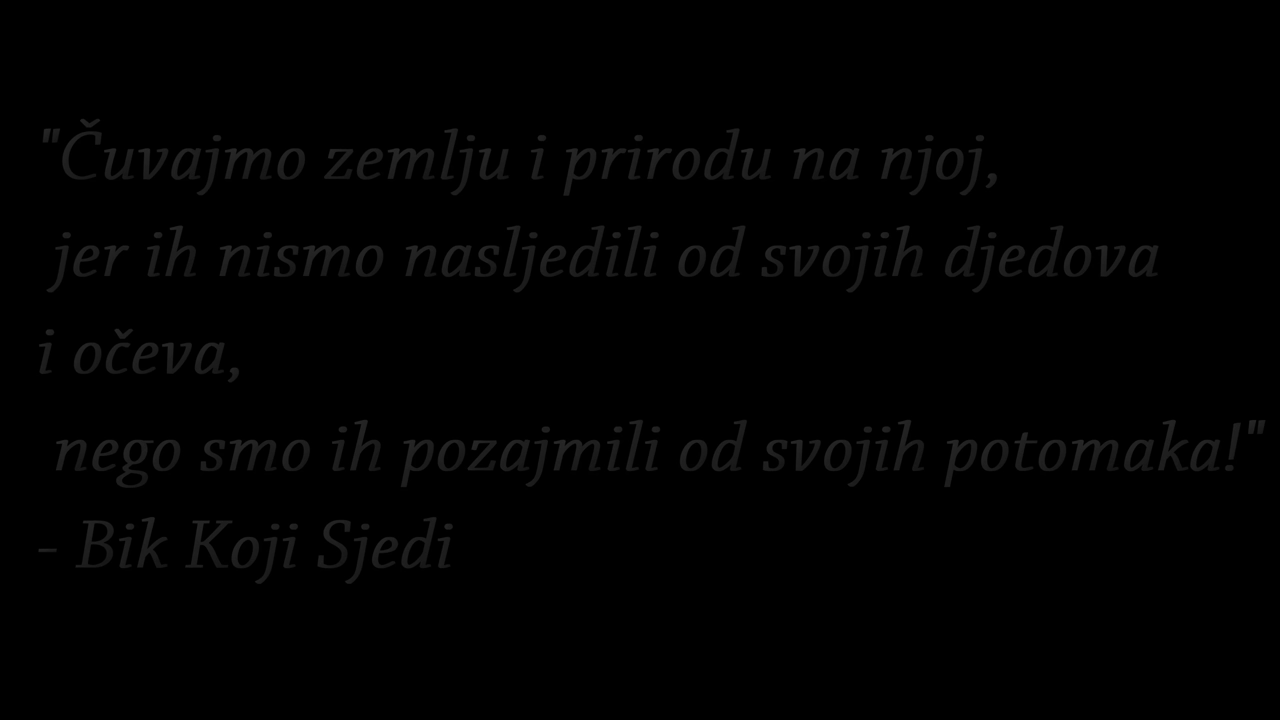 "Čuvajmo zemlju i prirodu na njoj,
jer ih nismo nasljedili od svojih djedova
i očeva,
nego smo ih pozajmili od svojih potomaka!"
- Bik Koji Sjedi